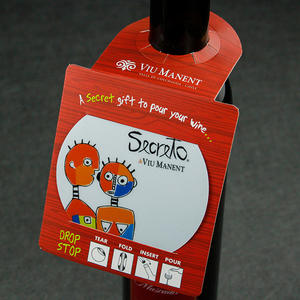 VIU MANENT
A Secret gift to pour your wine...
Secreto
de VIU MANENT
DROP
STOP
TEAR FOLD INSERT POUR